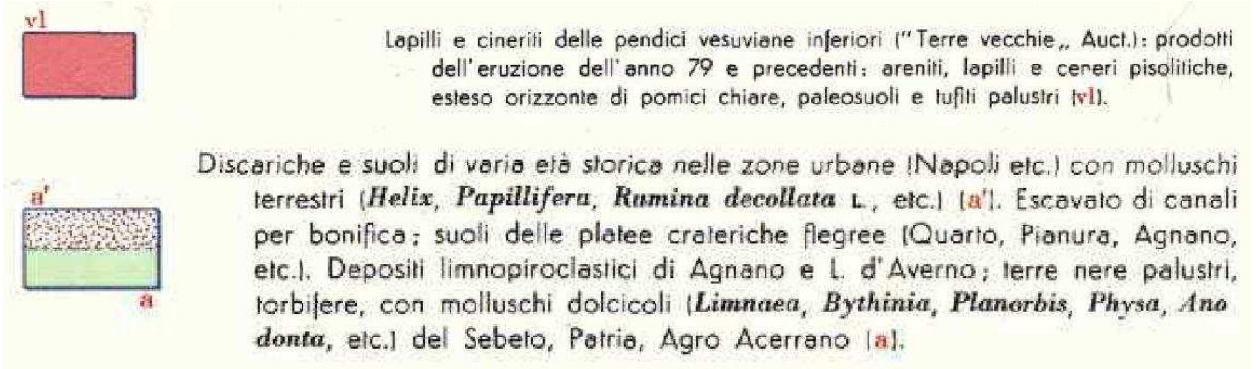 vl
Lapilli e cineriti delle pendici vesuviane inferiori ("Terre vecchie„ Auct.): prodotti
dell'eruzione dell'anno 79 e precedenti: areniti, lapilli e ceneri pisolitiche,
esteso orizzonte di pomici chiare, paleosuoli e tufiti palustri (vl).
Discariche e suoli di varia età storica nelle zone urbane (Napoli etc.) con molluschi
a'
terrestri (Helix, Papillifera, Rumina decollata L., etc.) (a'). Escavato di canali
per bonifica; suoli delle platee crateriche flegree (Quarto, Pianura, Agnano,
etc.). Depositi limnopiroclastici di Agnano e L. d'Averno; terre nere palustri,
torbifere, con molluschi dolcicoli (Limnaea, Bythinia, Planorbis, Physa, Ano
a
donta, etc.) del Sebeto, Patria, Agro Acerrano (a).